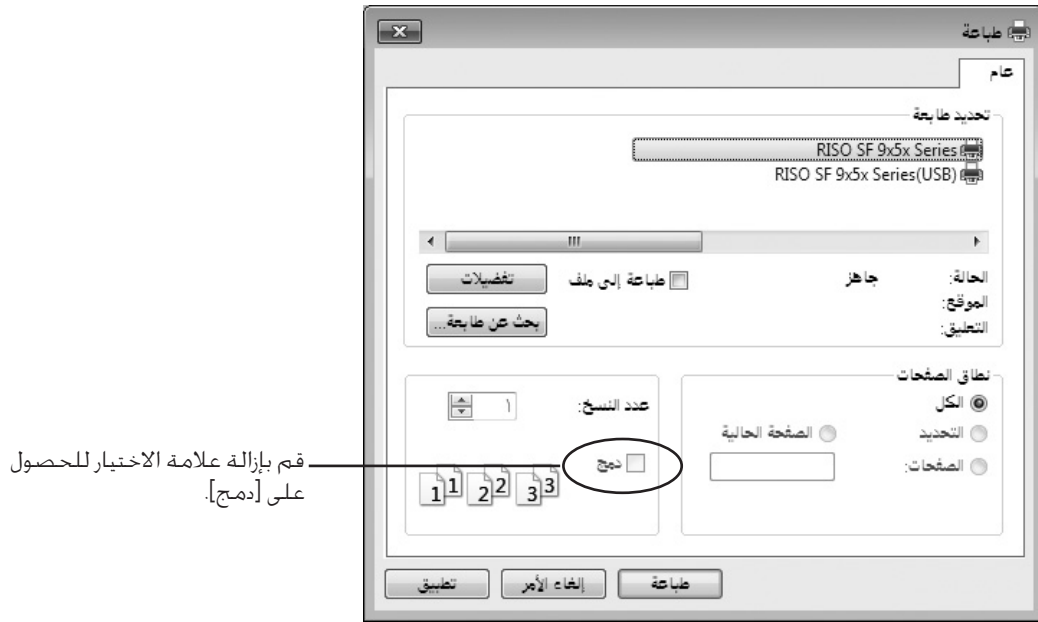 طباعة
عام
تحديد طابعة
RISO SF 9x5x Series
RISO SF 9x5x Series(USB)
الحالة: جاهز
طباعة إلى ملف
تفضيلات
الموقع:
التعليق:
بحث عن طابعة...
نطاق الصفحات
الكل
التحديد
الصفحة الحالية
الصفحات:
عدد النسخ: ١
دمج
1 1 2 2 3 3
طباعة
إلغاء الأمر
تطبيق
قم بإزالة علامة الاختيار للحصول
على [دمج].